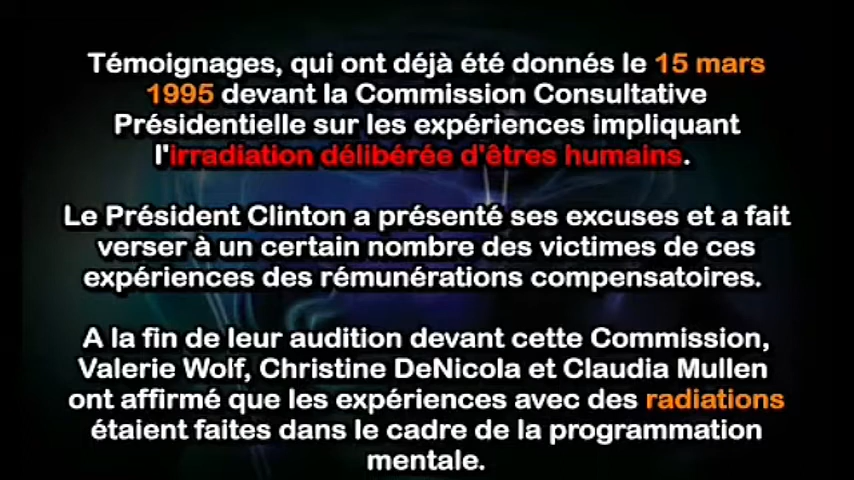 Témoignages, qui ont déjà été donnés le 15 mars
1995 devant la Commission Consultative
Présidentielle sur les expériences impliquant
l'irradiation délibérée d'êtres humains.
Le Président Clinton a présenté ses excuses et a fait
verser à un certain nombre des victimes de ces
expériences des rémunérations compensatoires.
A la fin de leur audition devant cette Commission,
Valerie Wolf, Christine DeNicola et Claudia Mullen
ont affirmé que les expériences avec des radiations
étaient faites dans le cadre de la programmation
mentale.